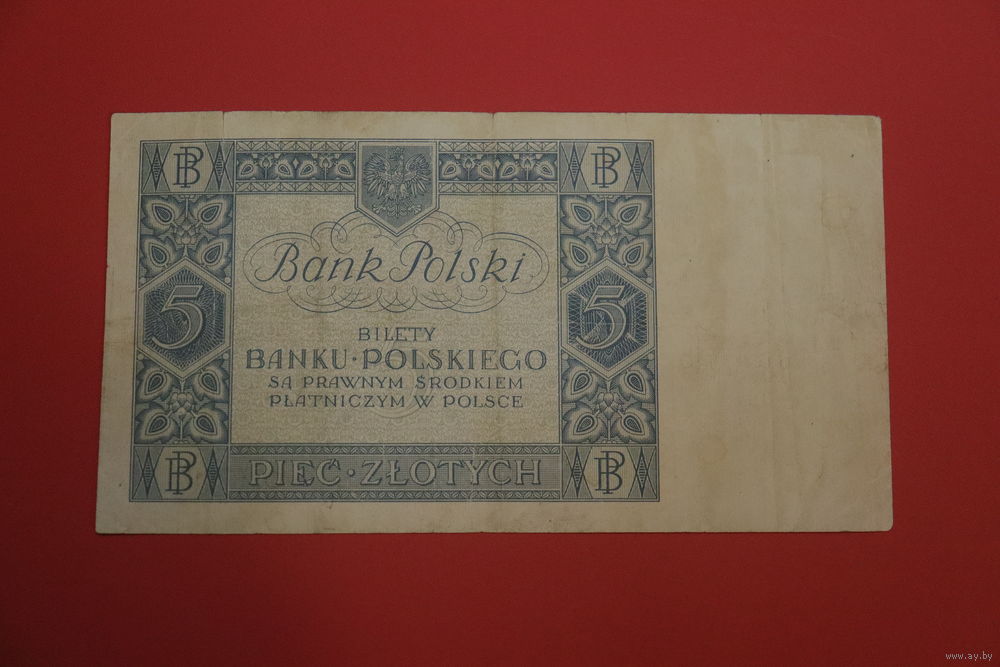 BP BP
Bank Polski
5 5
BILETY
BANKU·POLSKIEGO
SĄ PRAWNYM ŚRODKIEM
PŁATNICZYM W POLSCE
PIĘĆ·ZŁOTYCH
BP BP
www.ay.by